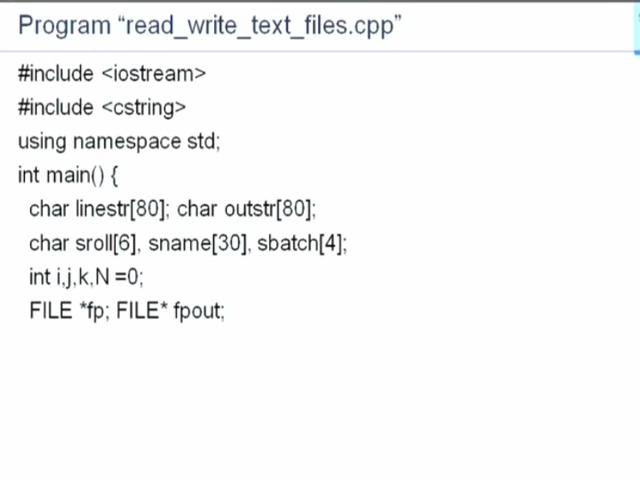 Program “read_write_text_files.cpp”
#include <iostream>
#include <cstring>
using namespace std;
int main() {
char linestr[80]; char outstr[80];
char sroll[6], sname[30], sbatch[4];
int i,j,k,N =0;
FILE *fp; FILE* fpout;